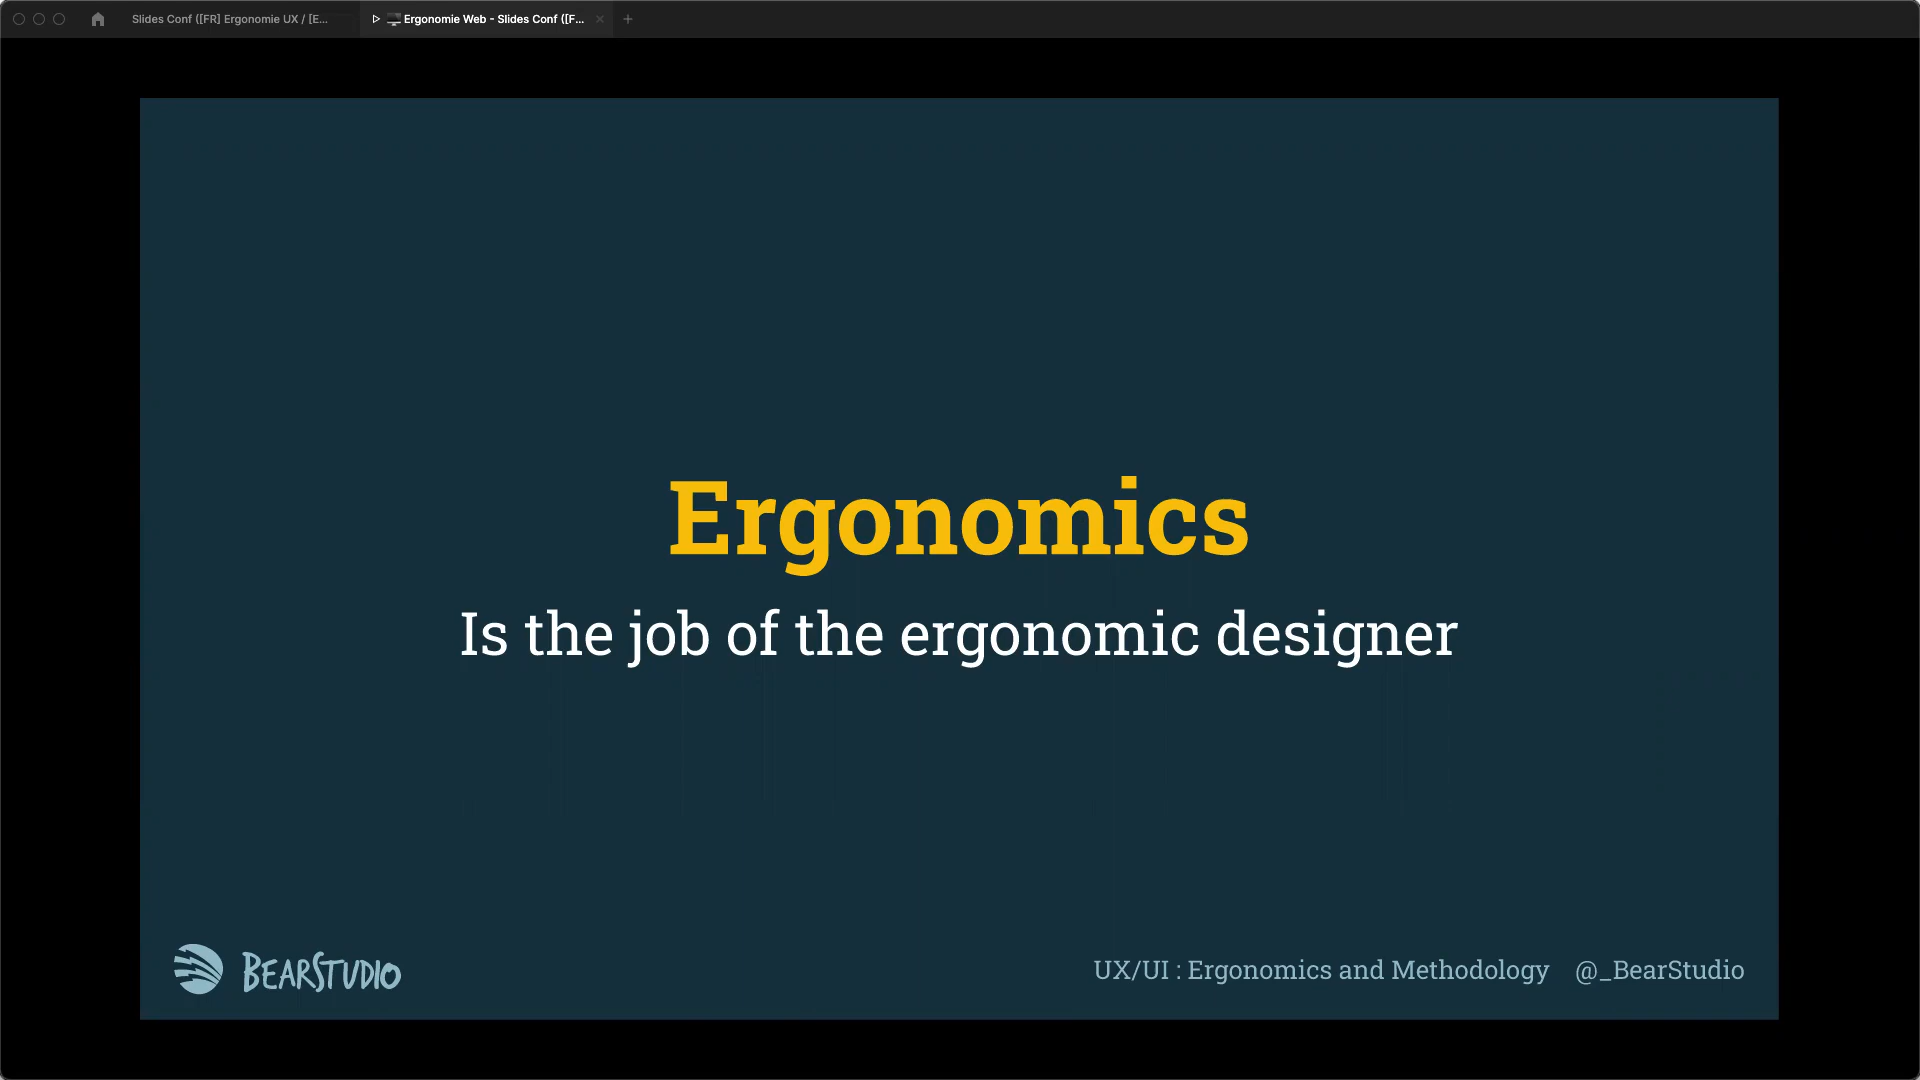 Slides Conf ([FR] Ergonomie UX / [E...
Ergonomie Web - Slides Conf ([F...
Ergonomics
Is the job of the ergonomic designer
BEARSTUDIO
UX/UI : Ergonomics and Methodology @_BearStudio